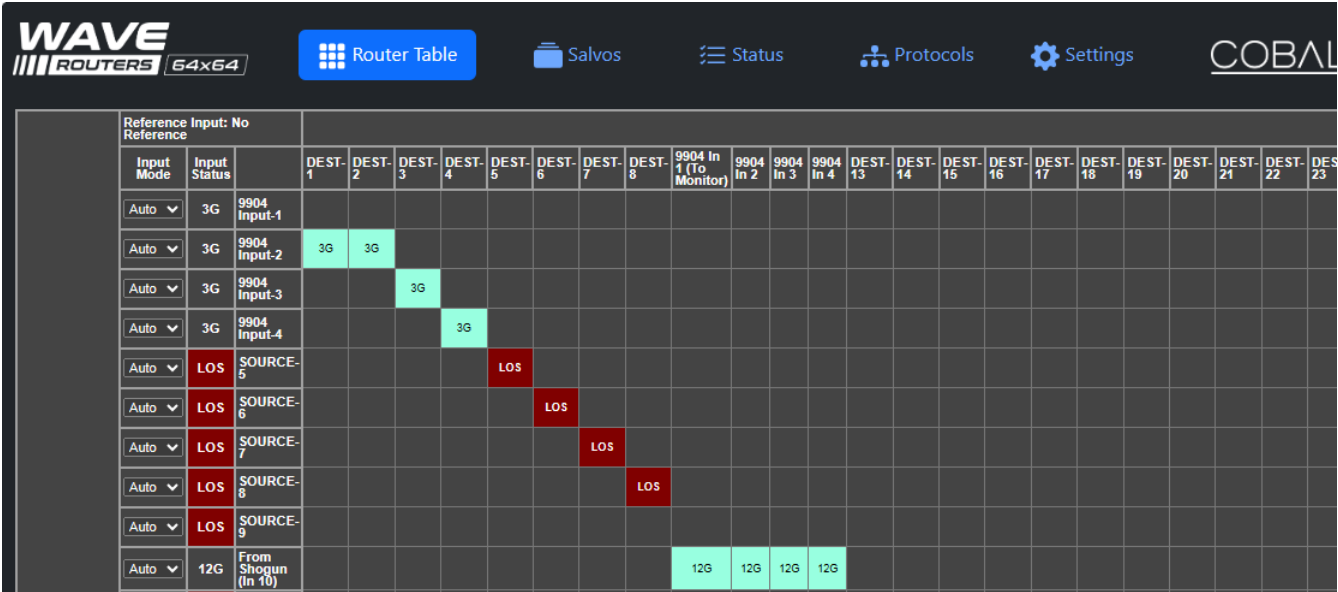 WAVE
ROUTERS 64x64
Router Table
Salvos
Status
Protocols
Settings
COBAL
Reference Input: No
Reference
Input
Mode
Input
Status
DEST-
1
DEST-
2
DEST-
3
DEST-
4
DEST-
5
DEST-
6
DEST-
7
DEST-
8
9904 In
1 (To
Monitor)
9904
In 2
9904
In 3
9904
In 4
DEST-
13
DEST-
14
DEST-
15
DEST-
16
DEST-
17
DEST-
18
DEST-
19
DEST-
20
DEST-
21
DEST-
22
DES
23
Auto 3G 9904
Input-1
Auto 3G 9904
Input-2
3G 3G
Auto 3G 9904
Input-3
3G
Auto 3G 9904
Input-4
3G
Auto LOS SOURCE-
5
LOS
Auto LOS SOURCE-
6
LOS
Auto LOS SOURCE-
7
LOS
Auto LOS SOURCE-
8
LOS
Auto LOS SOURCE-
9
Auto 12G From
Shogun
(In 10)
12G 12G 12G 12G